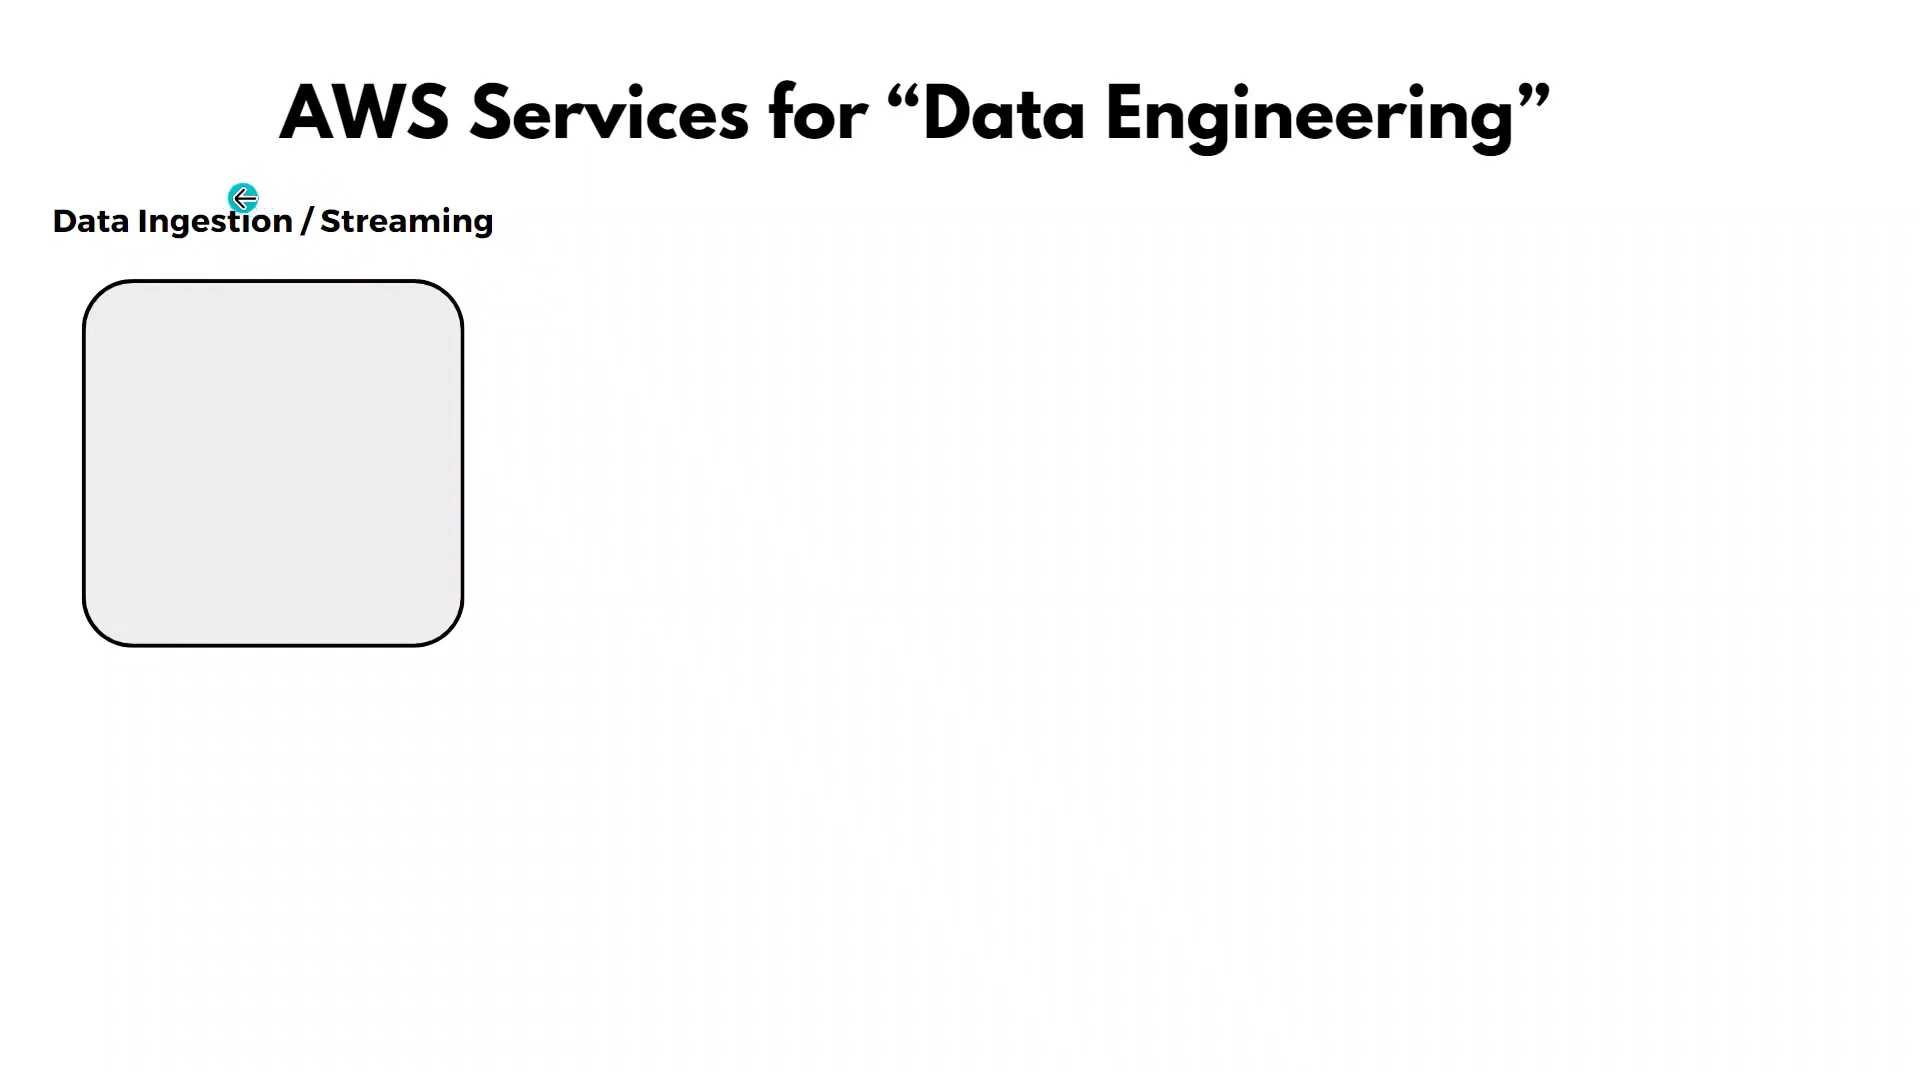 AWS Services for “Data Engineering”
Data Ingestion / Streaming